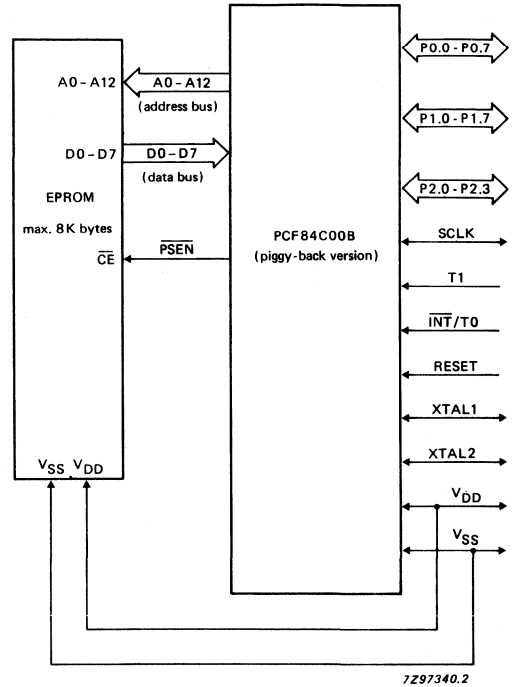 A0–A12
A0–A12
(address bus)
D0–D7
D0–D7
(data bus)
EPROM
max. 8K bytes
CE
PSEN
VSS
VDD
PCF84C00B
(piggy-back version)
P0.0 - P0.7
P1.0 - P1.7
P2.0 - P2.3
SCLK
T1
INT/T0
RESET
XTAL1
XTAL2
VDD
VSS
7Z97340.2